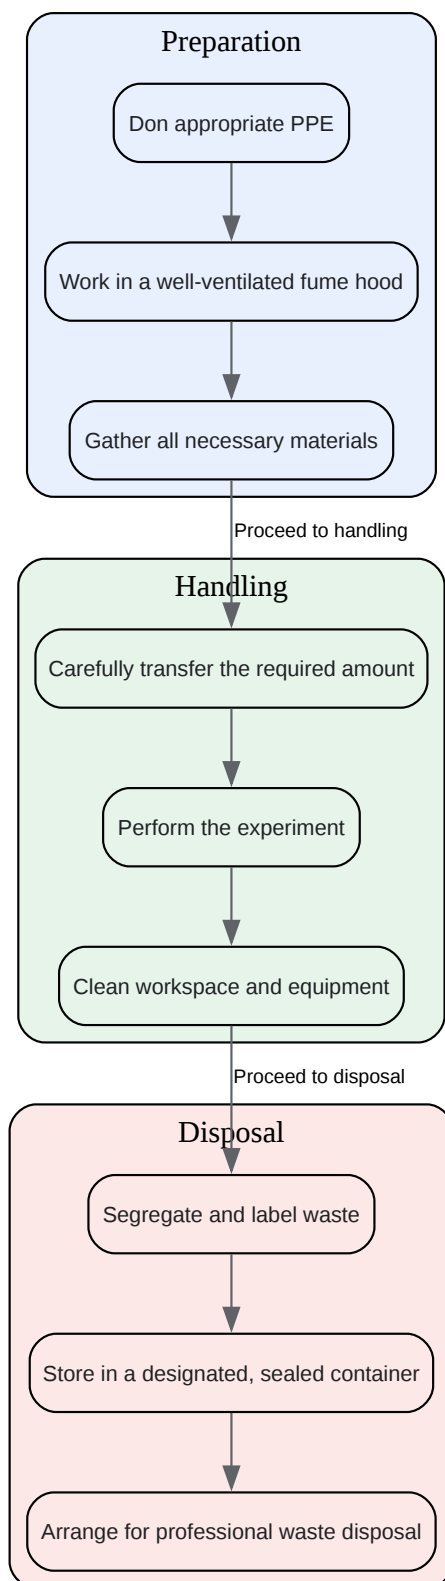 Preparation
Don appropriate PPE
Work in a well-ventilated fume hood
Gather all necessary materials
Proceed to handling
Handling
Carefully transfer the required amount
Perform the experiment
Clean workspace and equipment
Proceed to disposal
Disposal
Segregate and label waste
Store in a designated, sealed container
Arrange for professional waste disposal